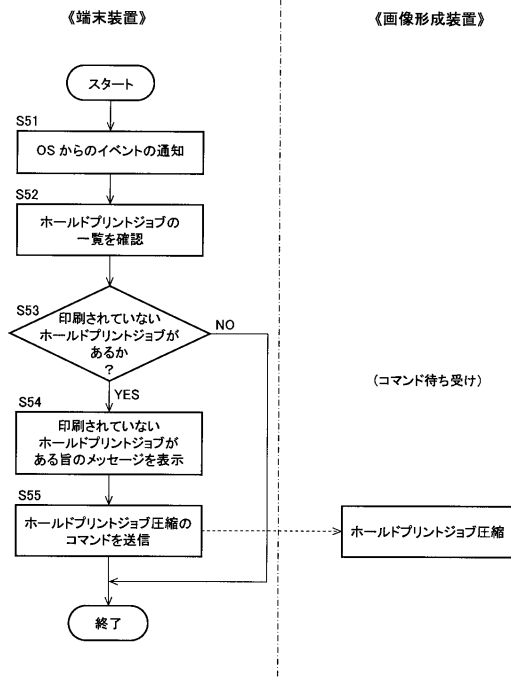 《端末装置》
《画像形成装置》
スタート
S51
OSからのイベントの通知
S52
ホールドプリントジョブの
一覧を確認
S53
印刷されていない
ホールドプリントジョブが
あるか
?
NO
YES
(コマンド待ち受け)
S54
印刷されていない
ホールドプリントジョブが
ある旨のメッセージを表示
S55
ホールドプリントジョブ圧縮の
コマンドを送信
ホールドプリントジョブ圧縮
終了